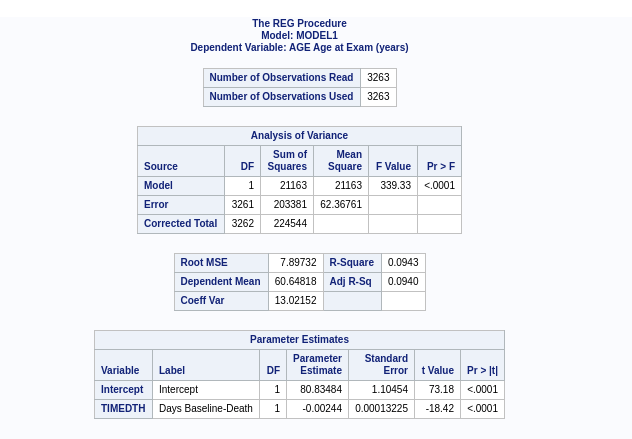 The REG Procedure
Model: MODEL1
Dependent Variable: AGE Age at Exam (years)
Number of Observations Read 3263
Number of Observations Used 3263
Analysis of Variance
Source DF Sum of Squares Mean Square F Value Pr > F
Model 1 21163 21163 339.33 <.0001
Error 3261 203381 62.36761
Corrected Total 3262 224544
Root MSE 7.89732 R-Square 0.0943
Dependent Mean 60.64818 Adj R-Sq 0.0940
Coeff Var 13.02152
Parameter Estimates
Variable Label DF Parameter Estimate Standard Error t Value Pr > |t|
Intercept Intercept 1 80.83484 1.10454 73.18 <.0001
TIMEDTH Days Baseline-Death 1 -0.00244 0.00013225 -18.42 <.0001